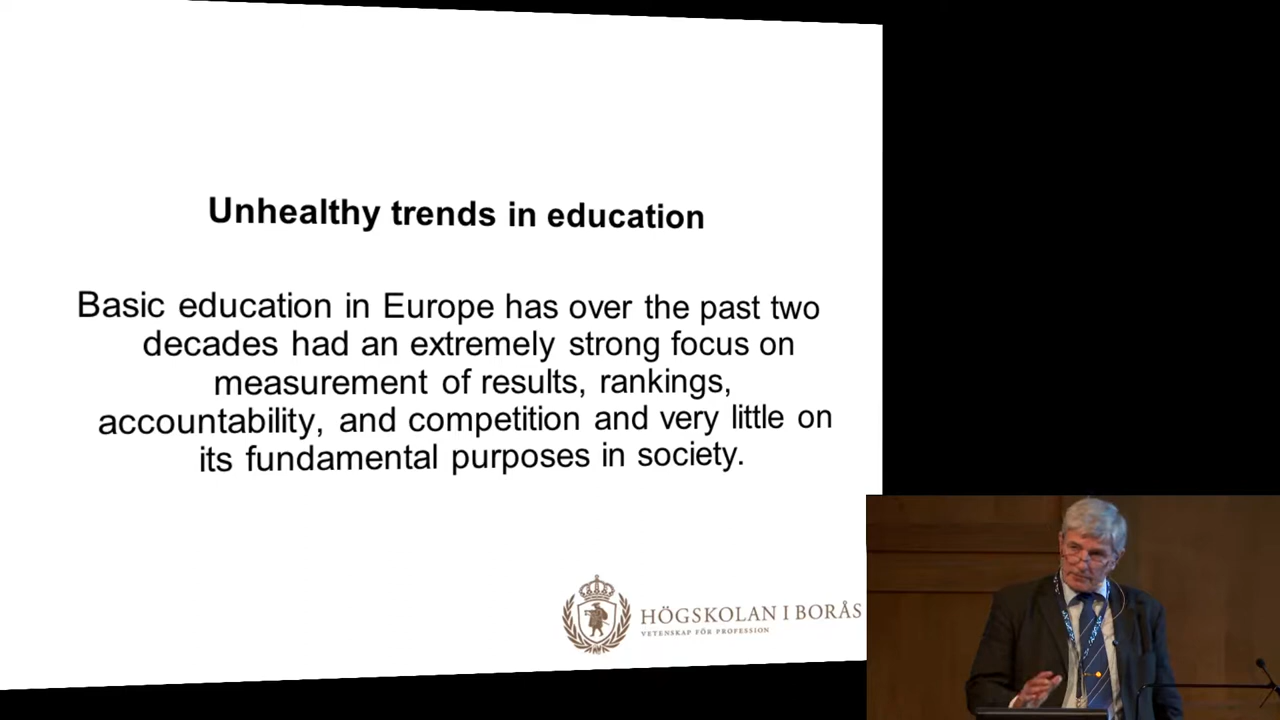 Unhealthy trends in education
Basic education in Europe has over the past two
decades had an extremely strong focus on
measurement of results, rankings,
accountability, and competition and very little on
its fundamental purposes in society.
HÖGSKOLAN I BORÅS
VETENSKAP FÖR PROFESSION